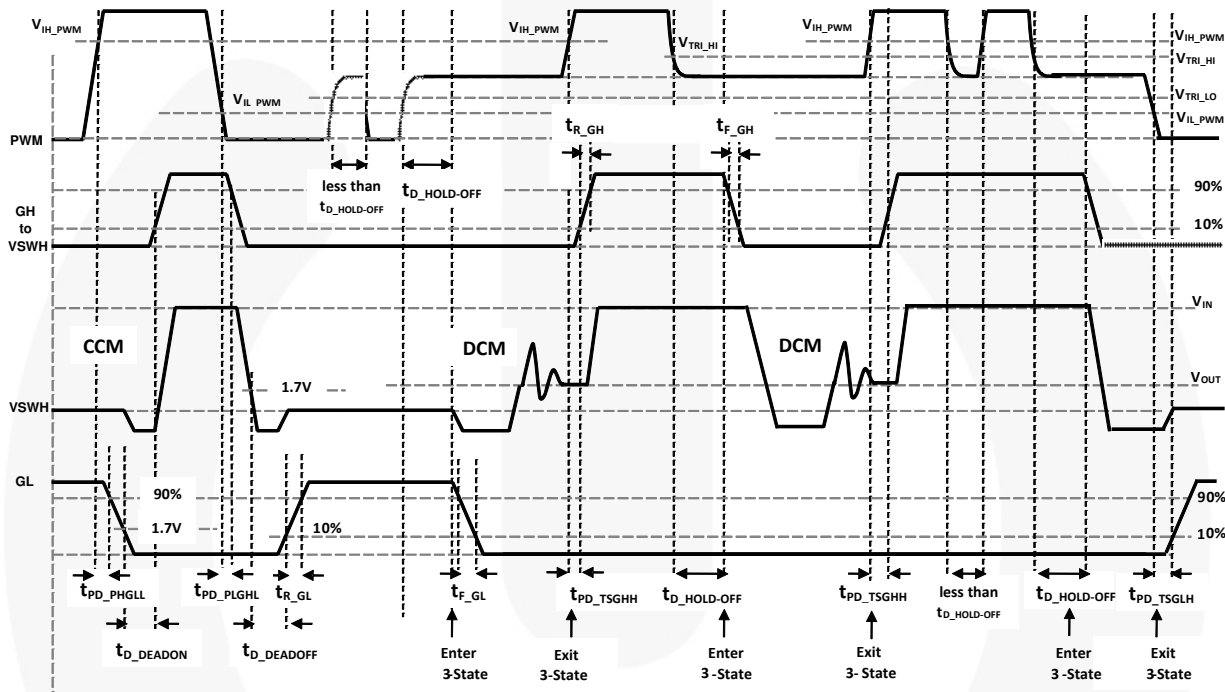 V_IH_PWM
V_IH_PWM
V_IH_PWM
V_IH_PWM
V_TRI_HI
V_TRI_HI
V_IL_PWM
V_TRI_LO
V_IL_PWM
PWM
t_R_GH
t_F_GH
less than
t_D_HOLD-OFF
t_D_HOLD-OFF
90%
10%
GH
to
VSWH
V_IN
CCM
DCM
DCM
1.7V
V_OUT
VSWH
GL
90%
90%
1.7V
10%
10%
t_PD_PHGLL
t_PD_PLGHL
t_R_GL
t_F_GL
t_PD_TSGHH
t_D_HOLD-OFF
t_PD_TSGHH
less than
t_D_HOLD-OFF
t_D_HOLD-OFF
t_PD_TSGLH
t_D_DEADON
t_D_DEADOFF
Enter
3-State
Exit
3-State
Enter
3-State
Exit
3- State
Enter
3 -State
Exit
3-State